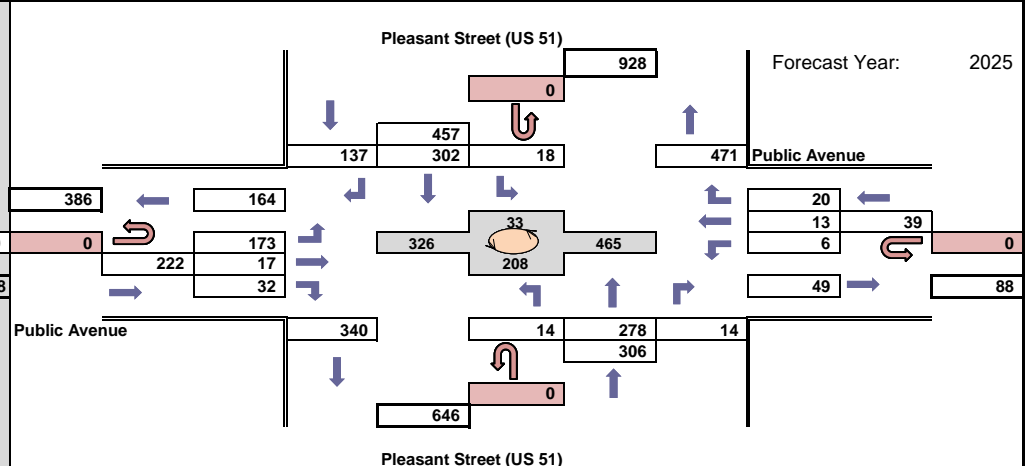 Pleasant Street (US 51)
928
Forecast Year: 2025
0
457
137 302 18 471 Public Avenue
386 164 20
33 13 39
0 173 326 465 6 0
222 17 208
8 32 49 88
Public Avenue 340 14 278 14
306
0
646
Pleasant Street (US 51)